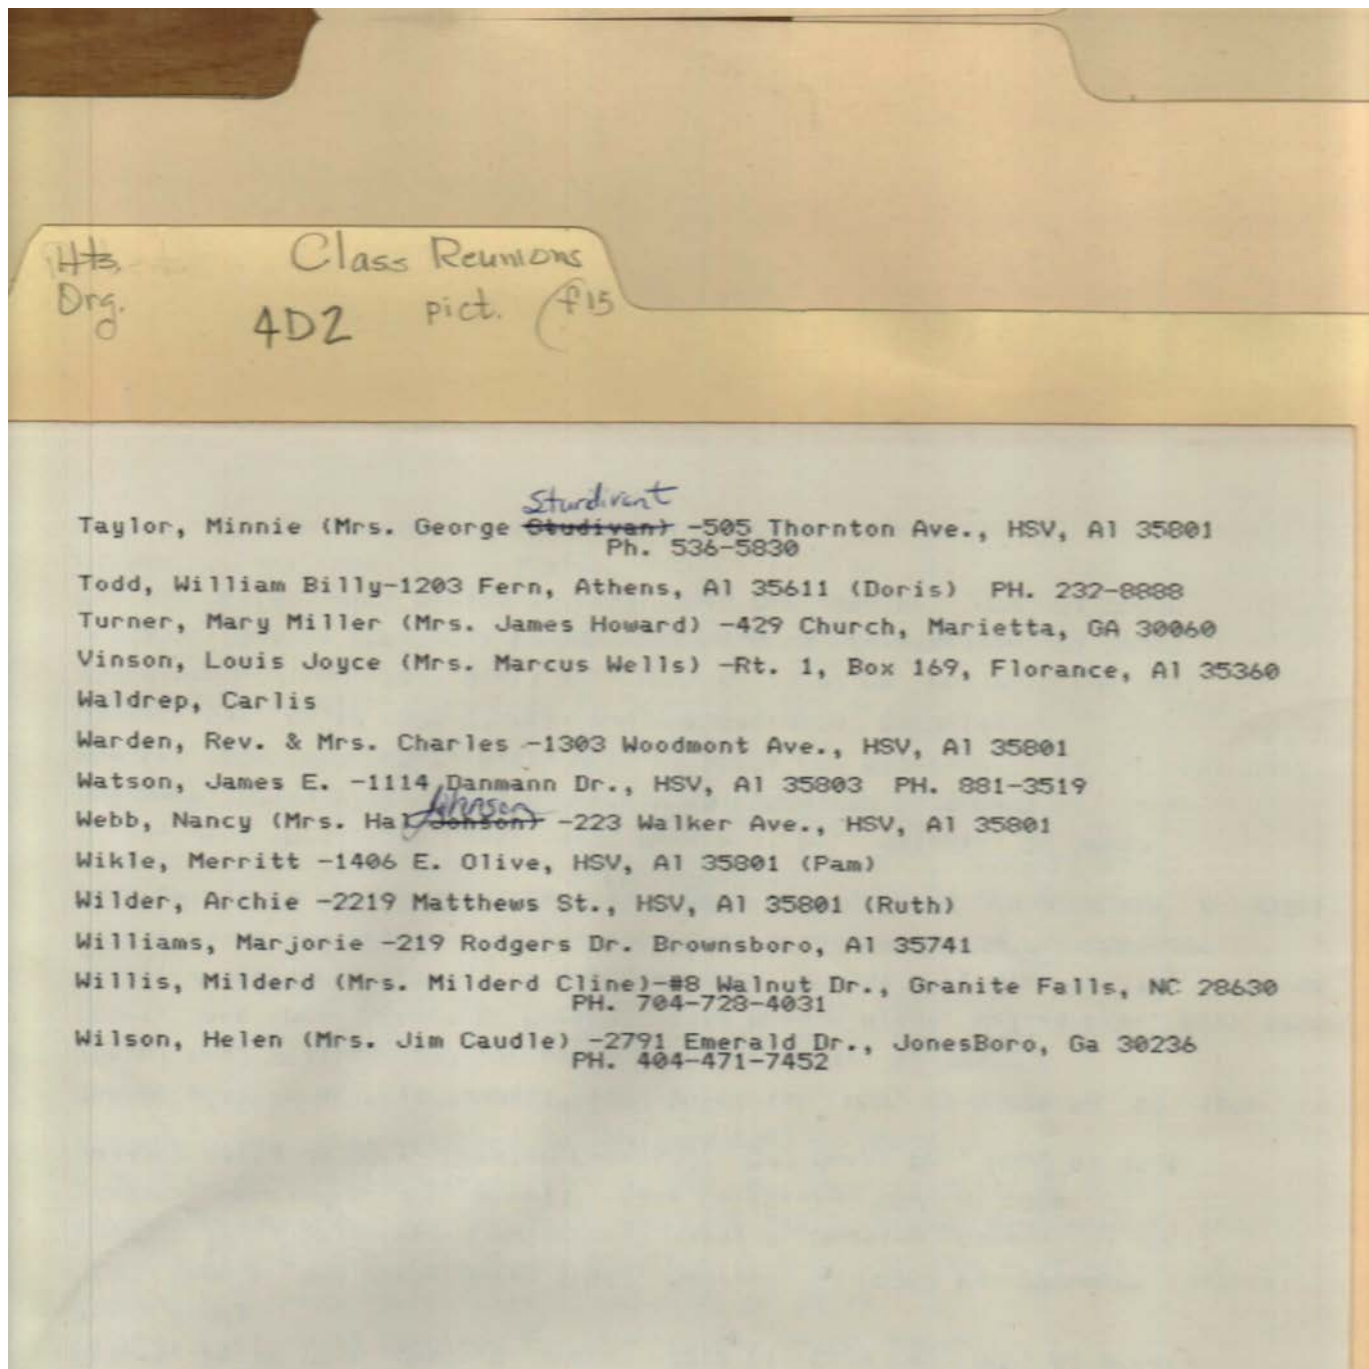 Hts. Class Reunions
Org. 4D2 pict. (f15
Sturdivant
Taylor, Minnie (Mrs. George Studivan) -505 Thornton Ave., HSV, Al 35801
Ph. 536-5830
Todd, William Billy-1203 Fern, Athens, Al 35611 (Doris) PH. 232-8888
Turner, Mary Miller (Mrs. James Howard) -429 Church, Marietta, GA 30060
Vinson, Louis Joyce (Mrs. Marcus Wells) -Rt. 1, Box 169, Florance, Al 35360
Waldrep, Carlis
Warden, Rev. & Mrs. Charles -1303 Woodmont Ave., HSV, Al 35801
Watson, James E. -1114 Danmann Dr., HSV, Al 35803 PH. 881-3519
Johnson
Webb, Nancy (Mrs. Hal Johson) -223 Walker Ave., HSV, Al 35801
Wikle, Merritt -1406 E. Olive, HSV, Al 35801 (Pam)
Wilder, Archie -2219 Matthews St., HSV, Al 35801 (Ruth)
Williams, Marjorie -219 Rodgers Dr. Brownsboro, Al 35741
Willis, Milderd (Mrs. Milderd Cline)-#8 Walnut Dr., Granite Falls, NC 28630
PH. 704-728-4031
Wilson, Helen (Mrs. Jim Caudle) -2791 Emerald Dr., JonesBoro, Ga 30236
PH. 404-471-7452